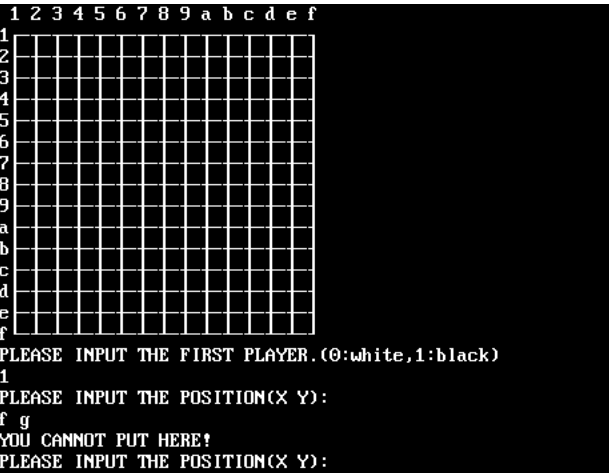 1 2 3 4 5 6 7 8 9 a b c d e f
1
2
3
4
5
6
7
8
9
a
b
c
d
e
f
PLEASE INPUT THE FIRST PLAYER.(0:white,1:black)
1
PLEASE INPUT THE POSITION(X Y):
f g
YOU CANNOT PUT HERE!
PLEASE INPUT THE POSITION(X Y):